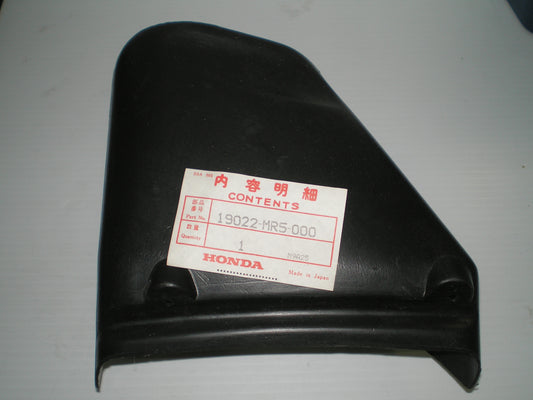 内容明細
CONTENTS
部品番号 Part No. 19022-MR5-000
数量 Quantity 1
HONDA
Made in Japan